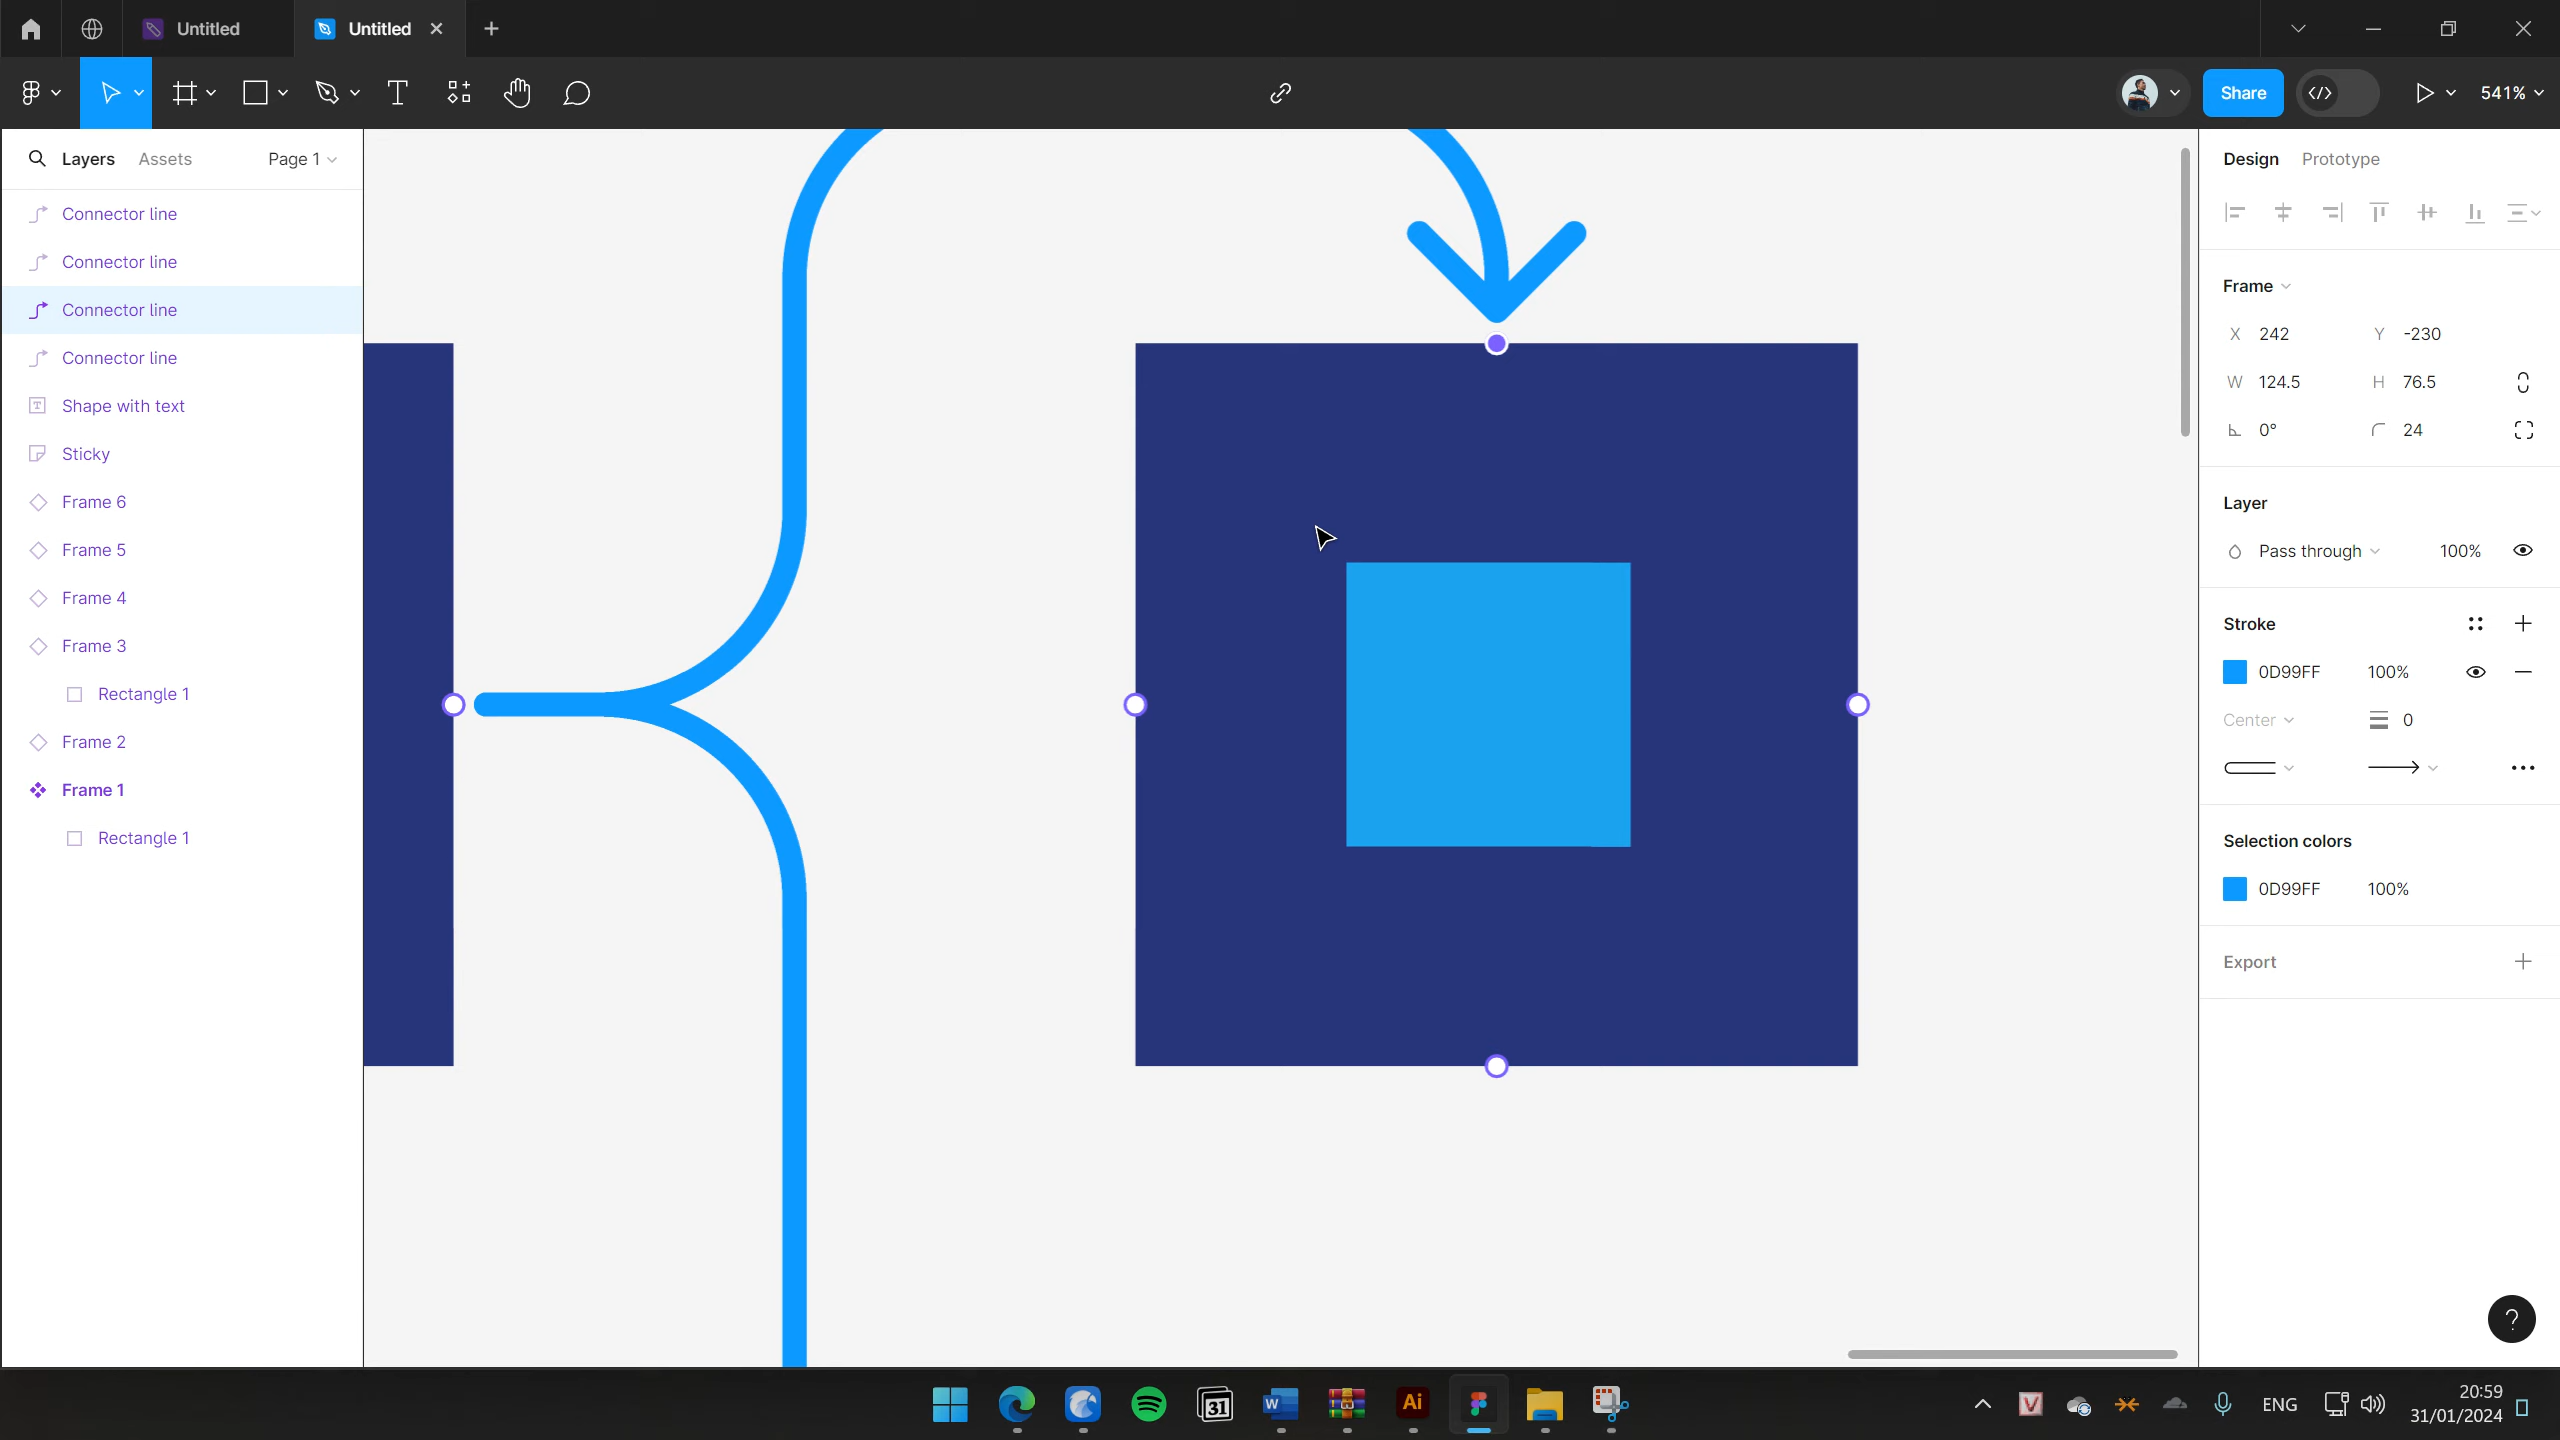 Untitled
Untitled
Share
541%
Layers
Assets
Page 1
Connector line
Connector line
Connector line
Connector line
Shape with text
Sticky
Frame 6
Frame 5
Frame 4
Frame 3
Rectangle 1
Frame 2
Frame 1
Rectangle 1
Design
Prototype
Frame
X 242 Y -230
W 124.5 H 76.5
0° 24
Layer
Pass through 100%
Stroke
0D99FF 100%
Center 0
Selection colors
0D99FF 100%
Export
?
31
W
Ai
V
ENG
20:59
31/01/2024